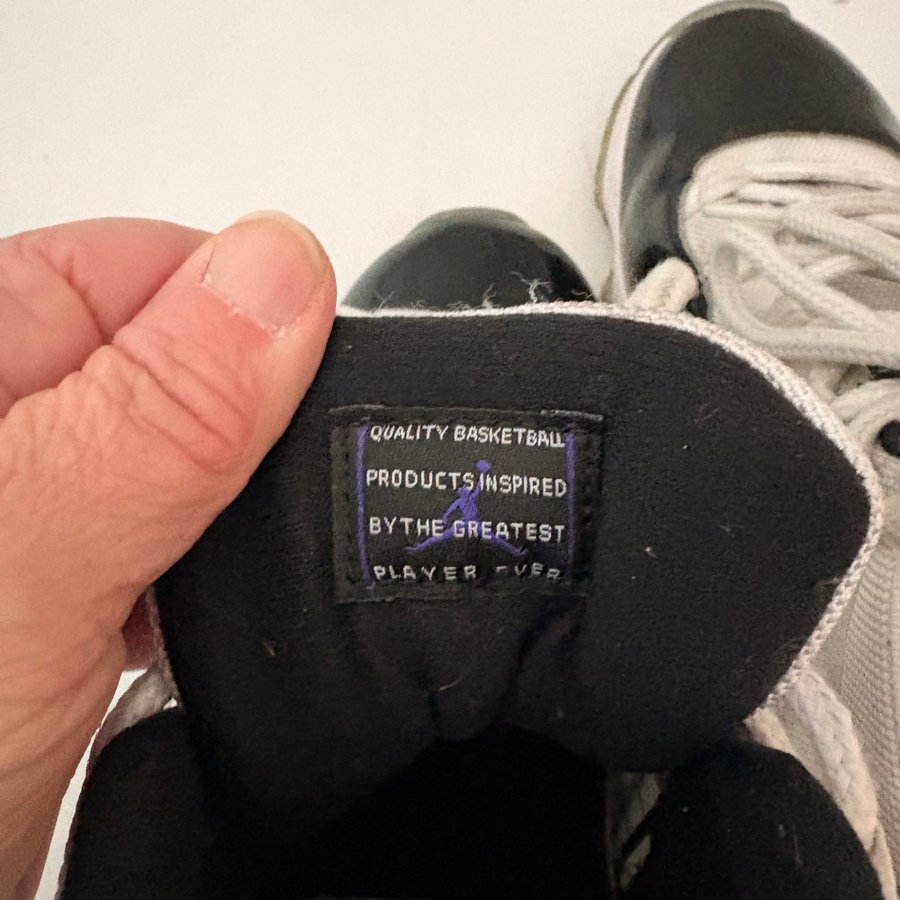 QUALITY BASKETBALL
PRODUCTS INSPIRED
BY THE GREATEST
PLAYER EVER